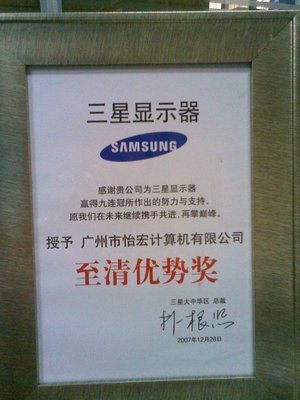 三星显示器
SAMSUNG
感谢贵公司为三星显示器
赢得九连冠所作出的努力与支持。
愿我们在未来继续携手共进，再攀巅峰。
授予 广州市怡宏计算机有限公司
至清优势奖
三星大中华区 总裁
朴根熙
2007年12月28日